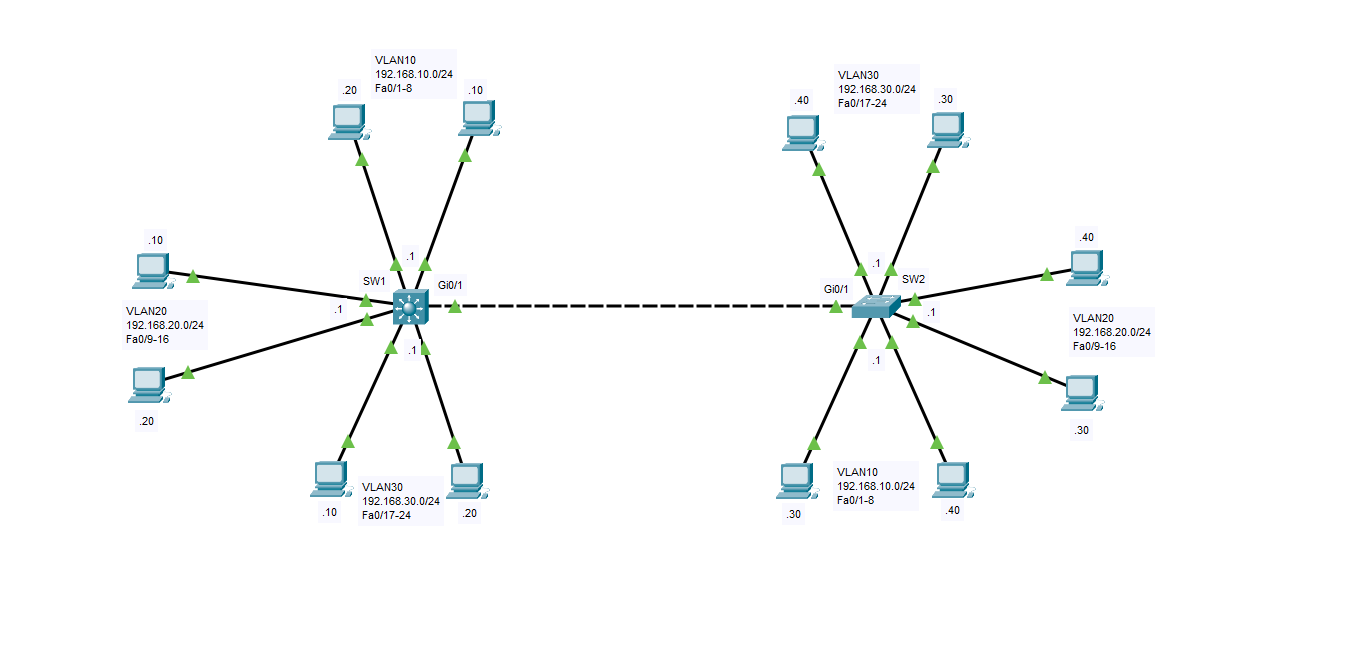 VLAN10
192.168.10.0/24
Fa0/1-8
.20
.10
VLAN30
192.168.30.0/24
Fa0/17-24
.40
.30
.10
.40
.1
.1
SW1
Gi0/1
Gi0/1
SW2
.1
.1
VLAN20
192.168.20.0/24
Fa0/9-16
VLAN20
192.168.20.0/24
Fa0/9-16
.1
.1
.20
.30
VLAN30
192.168.30.0/24
Fa0/17-24
.10
.20
VLAN10
192.168.10.0/24
Fa0/1-8
.30
.40